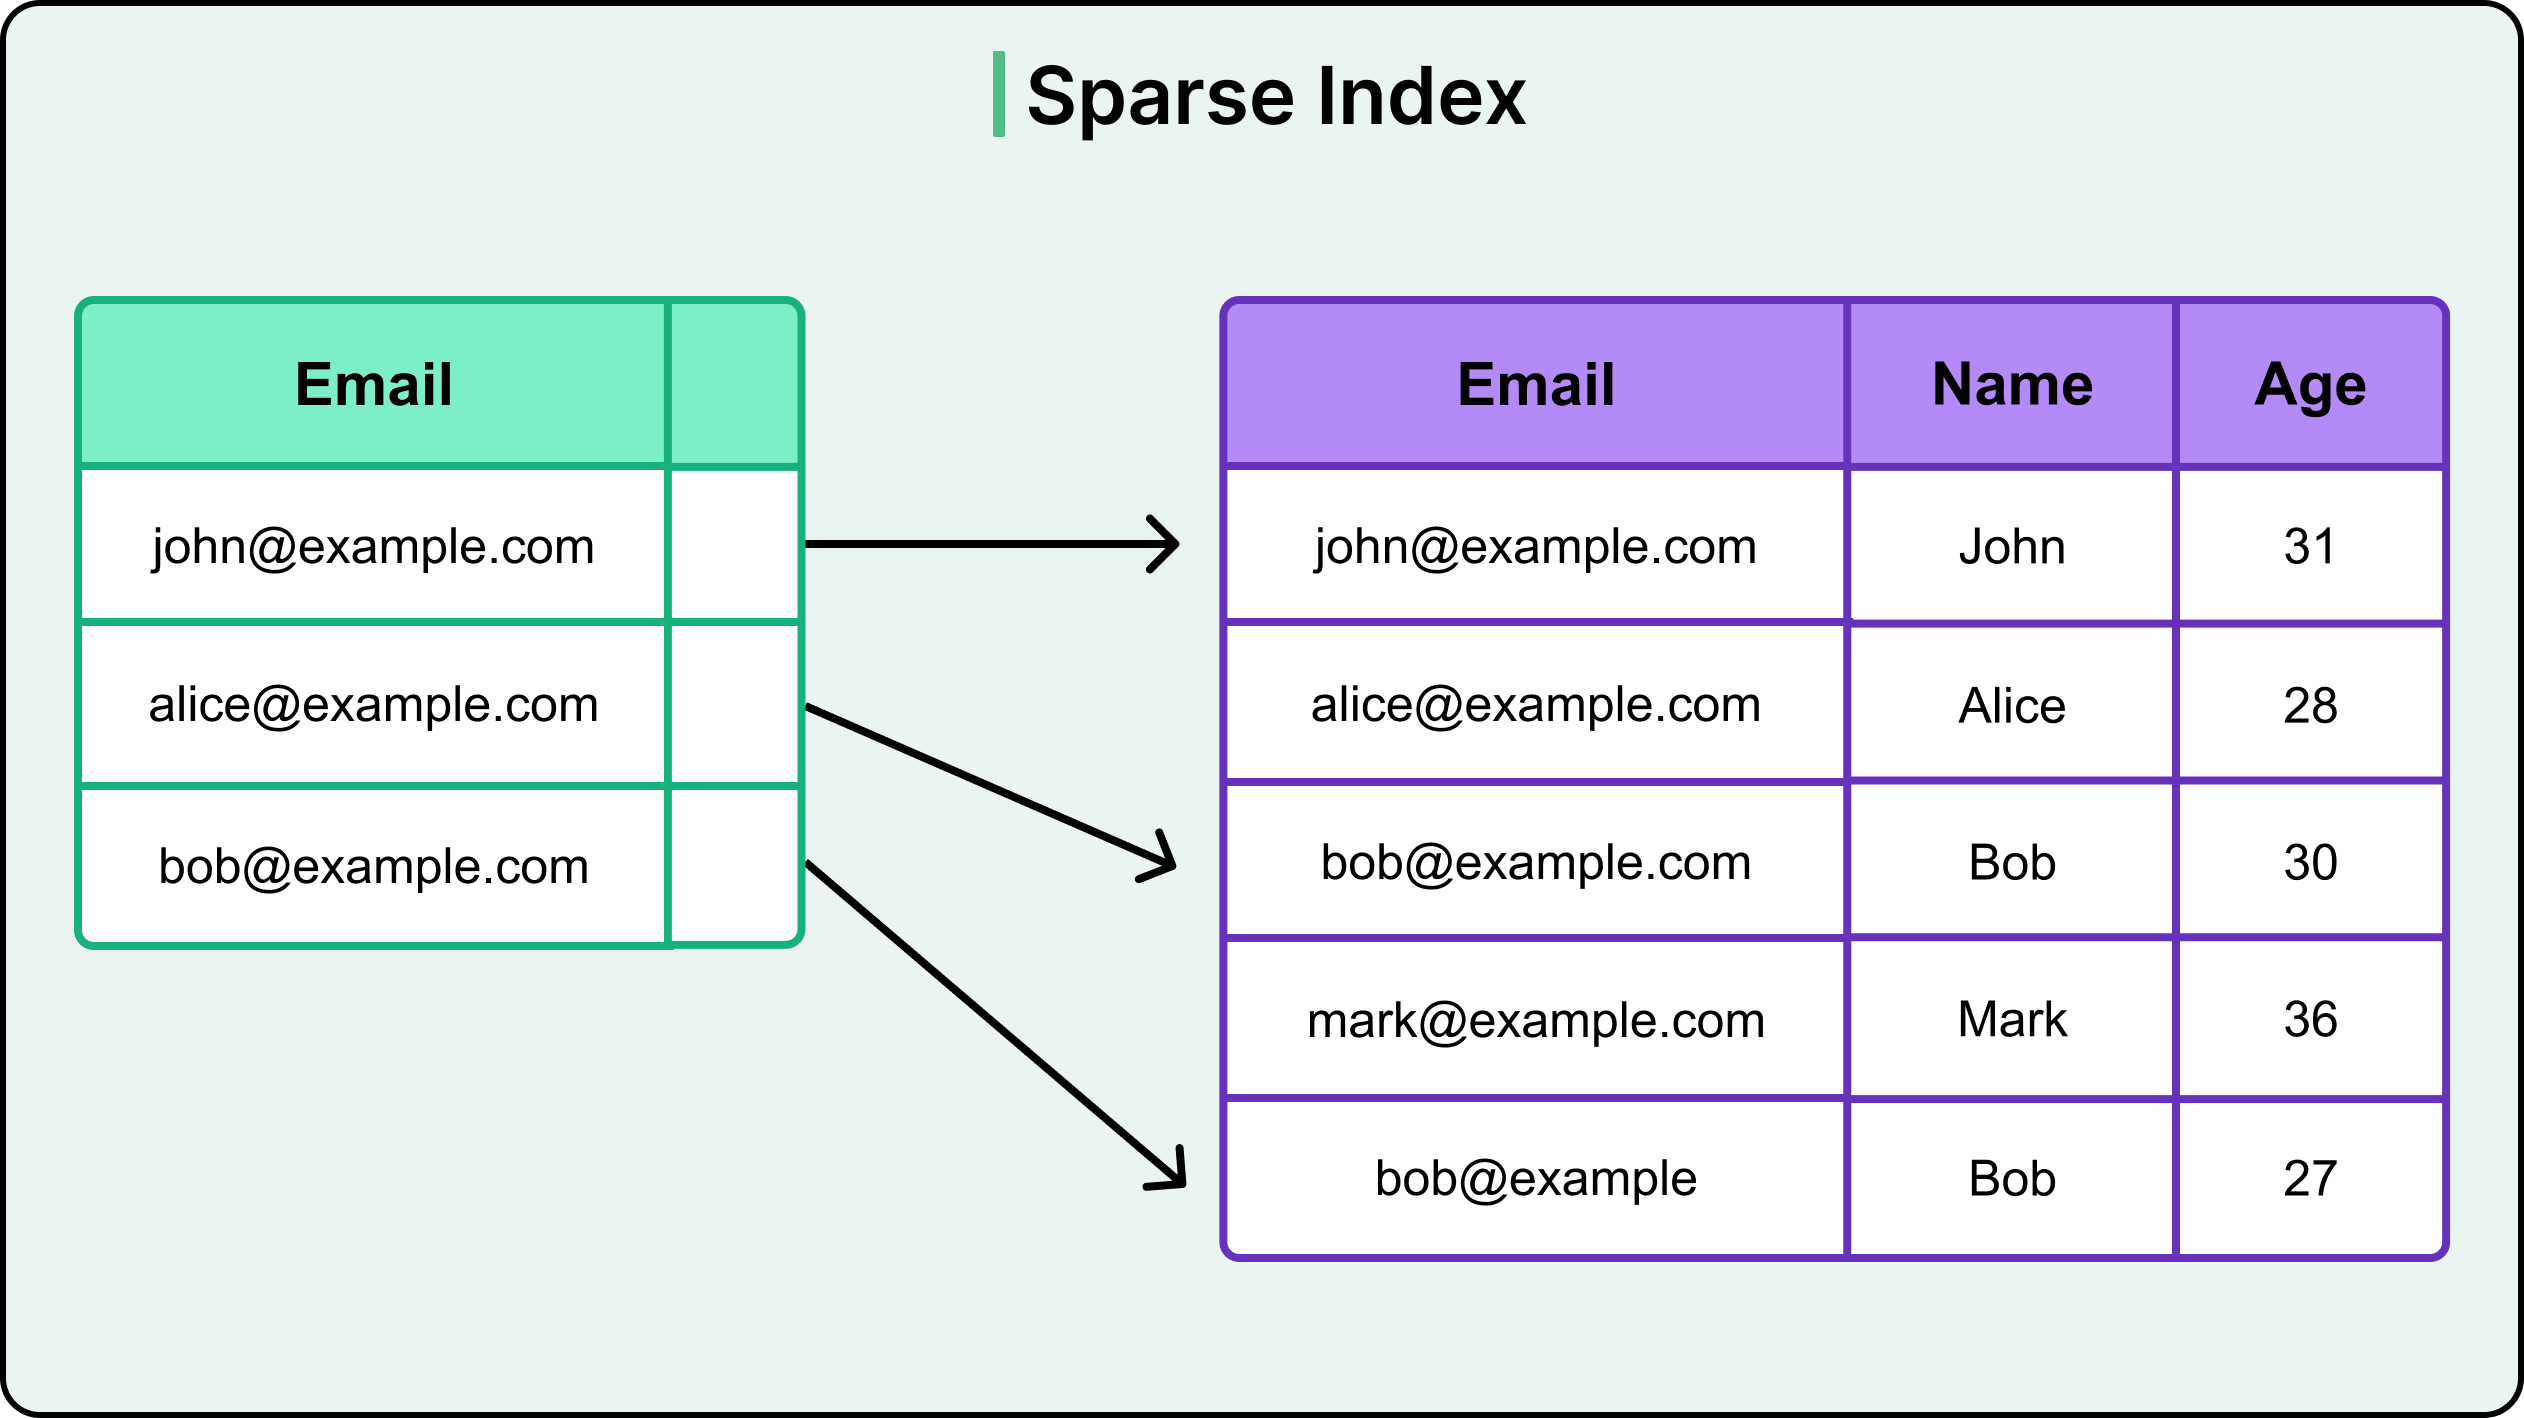 Sparse Index
Email
john@example.com
alice@example.com
bob@example.com
Email Name Age
john@example.com John 31
alice@example.com Alice 28
bob@example.com Bob 30
mark@example.com Mark 36
bob@example Bob 27